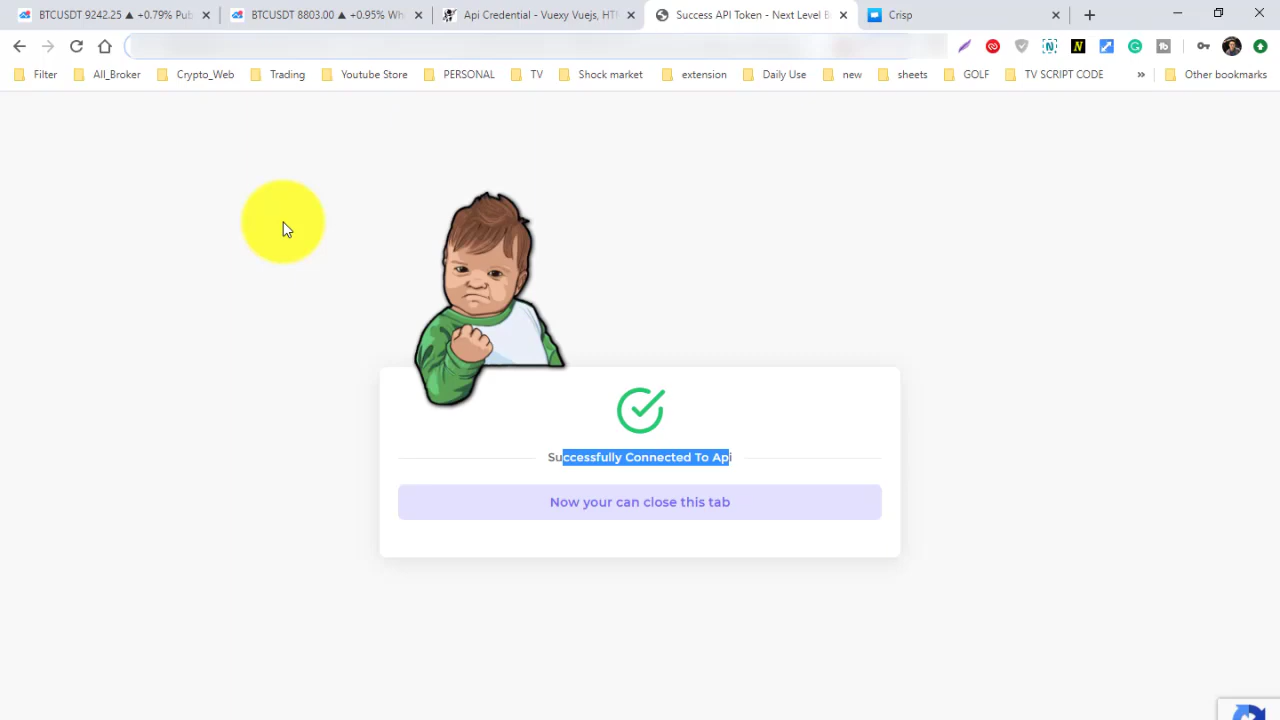 BTCUSDT 9242.25 ▲ +0.79% Pub
BTCUSDT 8803.00 ▲ +0.95% Wh
Api Credential - Vuexy Vuejs, HTM
Success API Token - Next Level B
Crisp
Filter
All_Broker
Crypto_Web
Trading
Youtube Store
PERSONAL
TV
Shock market
extension
Daily Use
new
sheets
GOLF
TV SCRIPT CODE
»
Other bookmarks
Successfully Connected To Api
Now your can close this tab